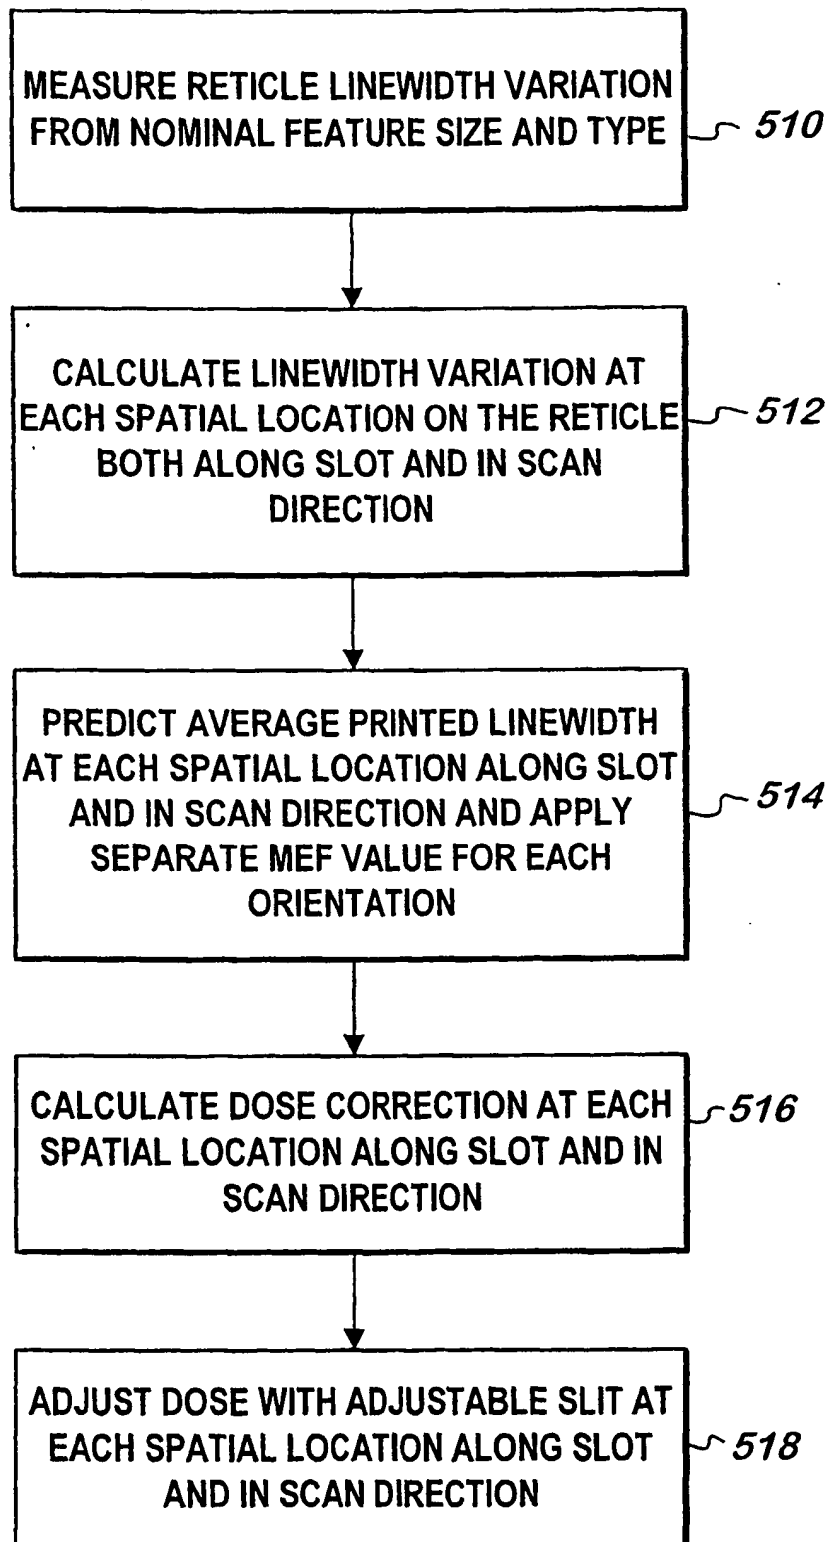 MEASURE RETICLE LINEWIDTH VARIATION
FROM NOMINAL FEATURE SIZE AND TYPE
510
CALCULATE LINEWIDTH VARIATION AT
EACH SPATIAL LOCATION ON THE RETICLE
BOTH ALONG SLOT AND IN SCAN
DIRECTION
512
PREDICT AVERAGE PRINTED LINEWIDTH
AT EACH SPATIAL LOCATION ALONG SLOT
AND IN SCAN DIRECTION AND APPLY
SEPARATE MEF VALUE FOR EACH
ORIENTATION
514
CALCULATE DOSE CORRECTION AT EACH
SPATIAL LOCATION ALONG SLOT AND IN
SCAN DIRECTION
516
ADJUST DOSE WITH ADJUSTABLE SLIT AT
EACH SPATIAL LOCATION ALONG SLOT
AND IN SCAN DIRECTION
518